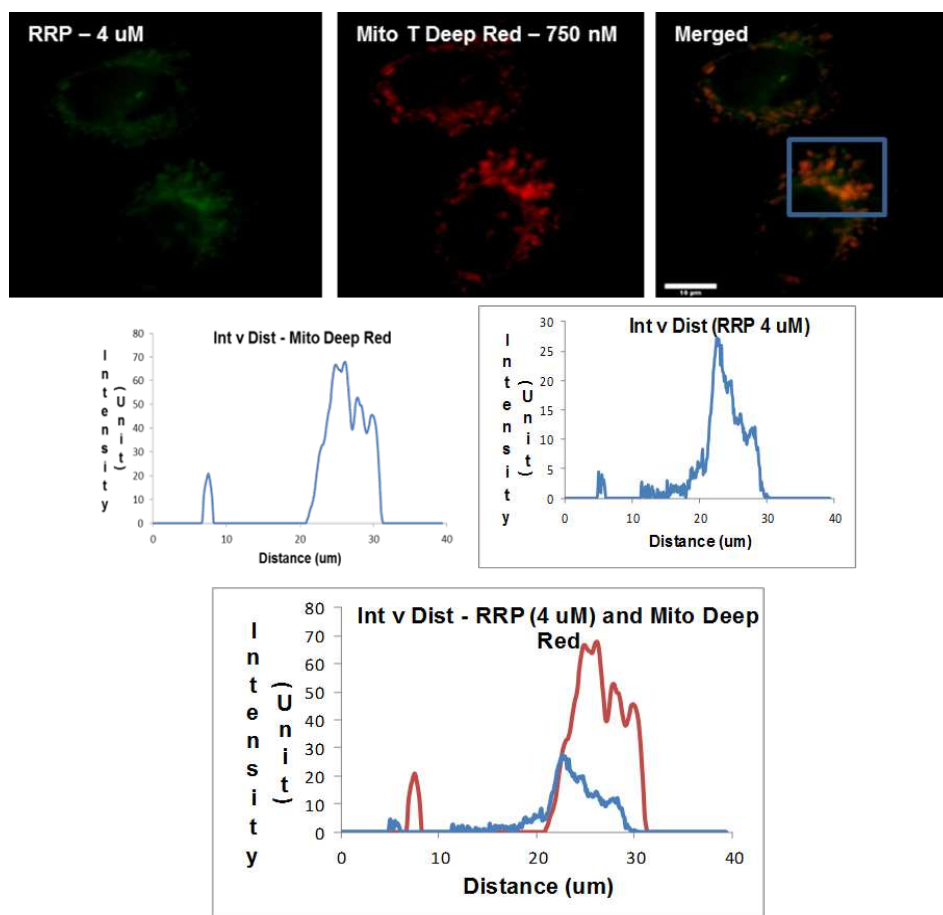 RRP – 4 uM
Mito T Deep Red – 750 nM
Merged
10 µm
Int v Dist - Mito Deep Red
Intensity
(Unit)
80
70
60
50
40
30
20
10
0
0 10 20 30 40
Distance (um)
Int v Dist (RRP 4 uM)
Intensity
(Unit)
30
25
20
15
10
5
0
0 10 20 30 40
Distance (um)
Int v Dist - RRP (4 uM) and Mito Deep
Red
Intensity
(Unit)
80
70
60
50
40
30
20
10
0
0 10 20 30 40
Distance (um)